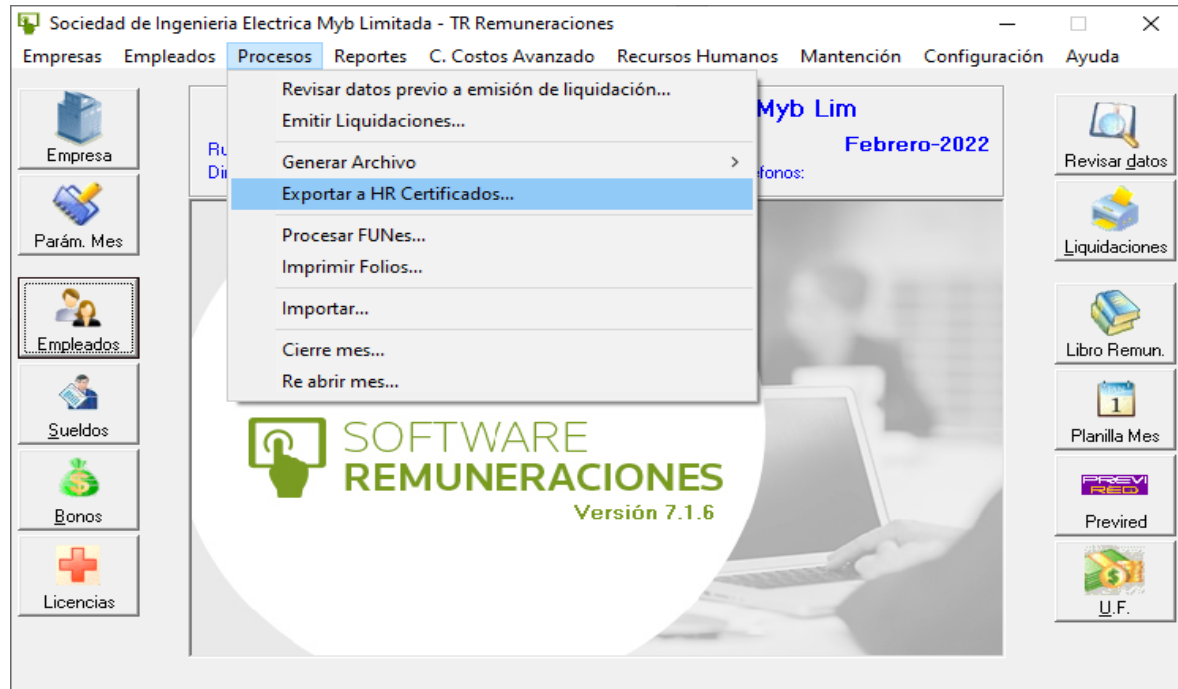 Sociedad de Ingenieria Electrica Myb Limitada - TR Remuneraciones
Empresas Empleados Procesos Reportes C. Costos Avanzado Recursos Humanos Mantención Configuración Ayuda
Revisar datos previo a emisión de liquidación...
Emitir Liquidaciones...
Generar Archivo
Exportar a HR Certificados...
Procesar FUNes...
Imprimir Folios...
Importar...
Cierre mes...
Re abrir mes...
Myb Lim
Febrero-2022
Ru
Di
fonos:
Empresa
Parám. Mes
Empleados
Sueldos
Bonos
Licencias
SOFTWARE
REMUNERACIONES
Versión 7.1.6
Revisar datos
Liquidaciones
Libro Remun.
1
Planilla Mes
PREVI
RED
Previred
U.F.